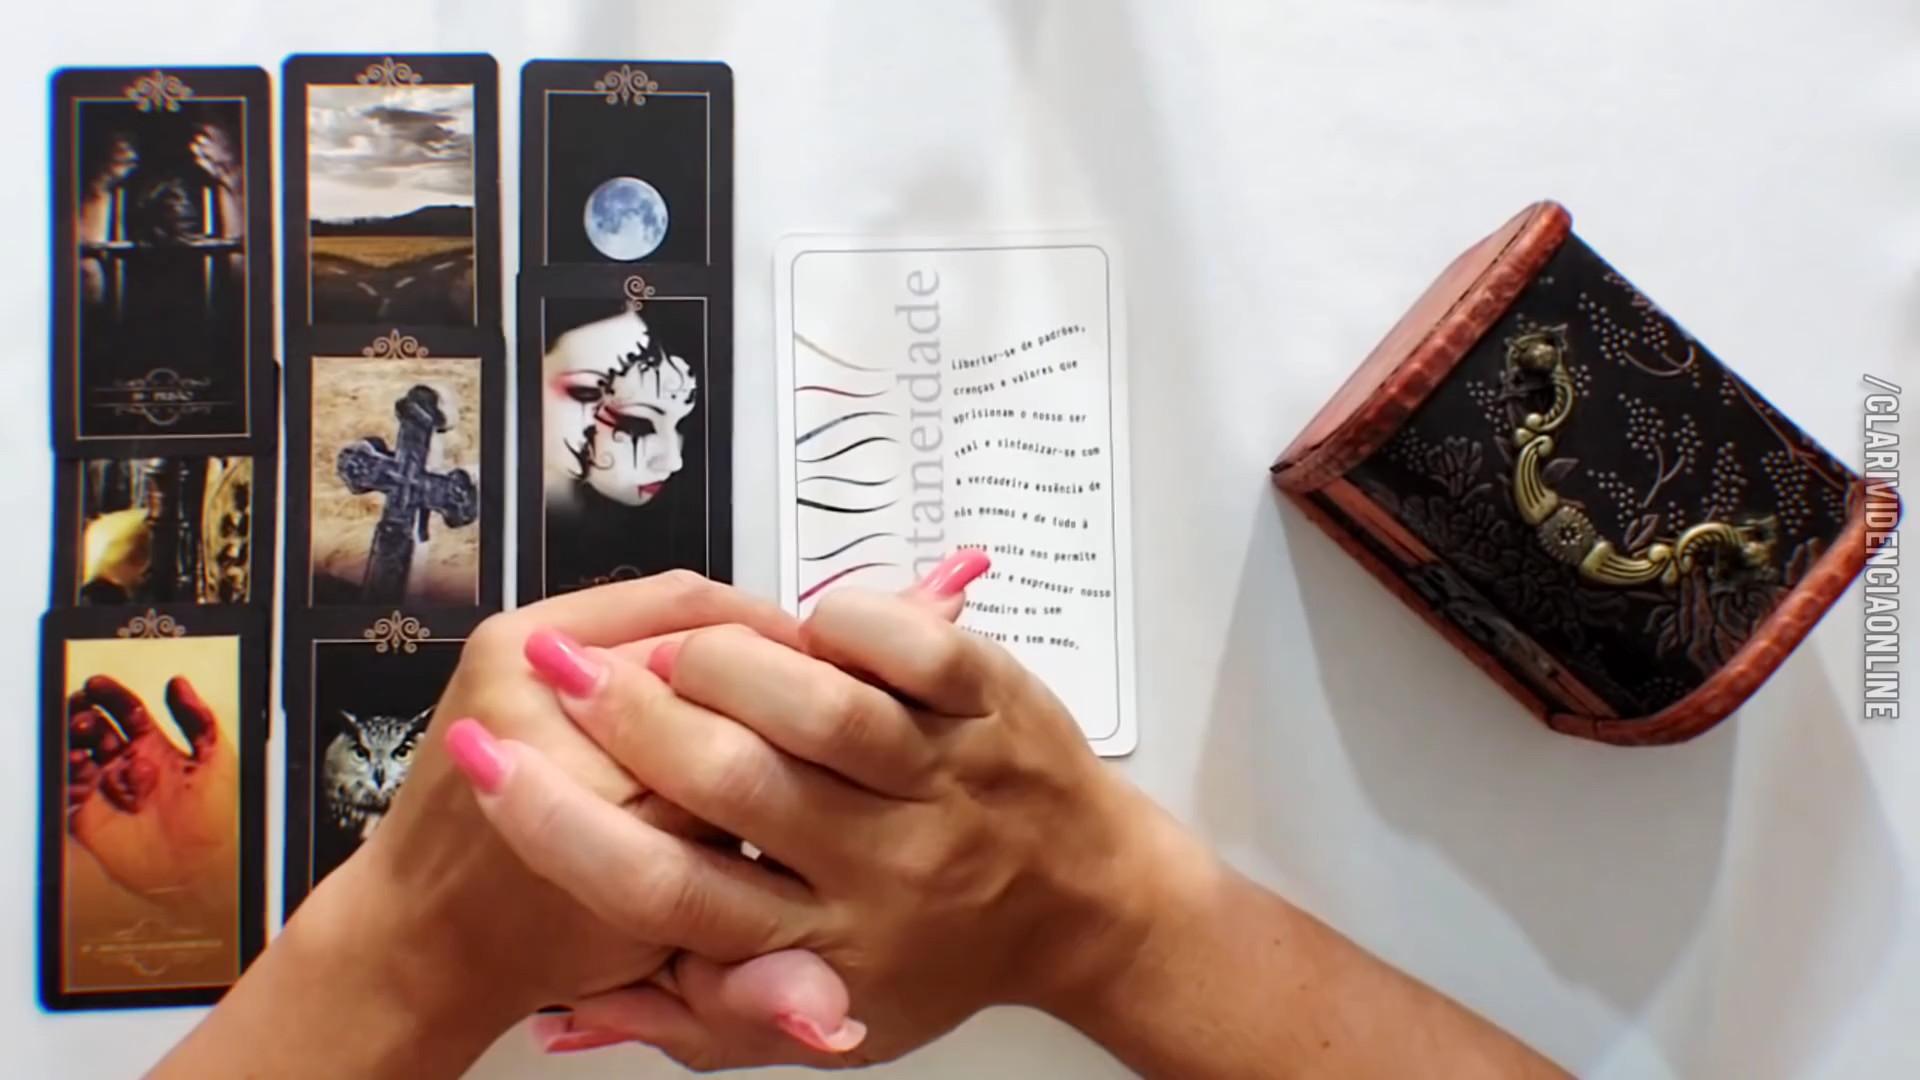 ntaneidade
Libertar-se de padrões,
crenças e valores que
aprisionam o nosso ser
real e sintonizar-se com
a verdadeira essência de
nós mesmos e de tudo à
volta nos permite
e expressar nosso
verdadeiro eu sem
e sem medo.
/CLARIVIDENCIAONLINE